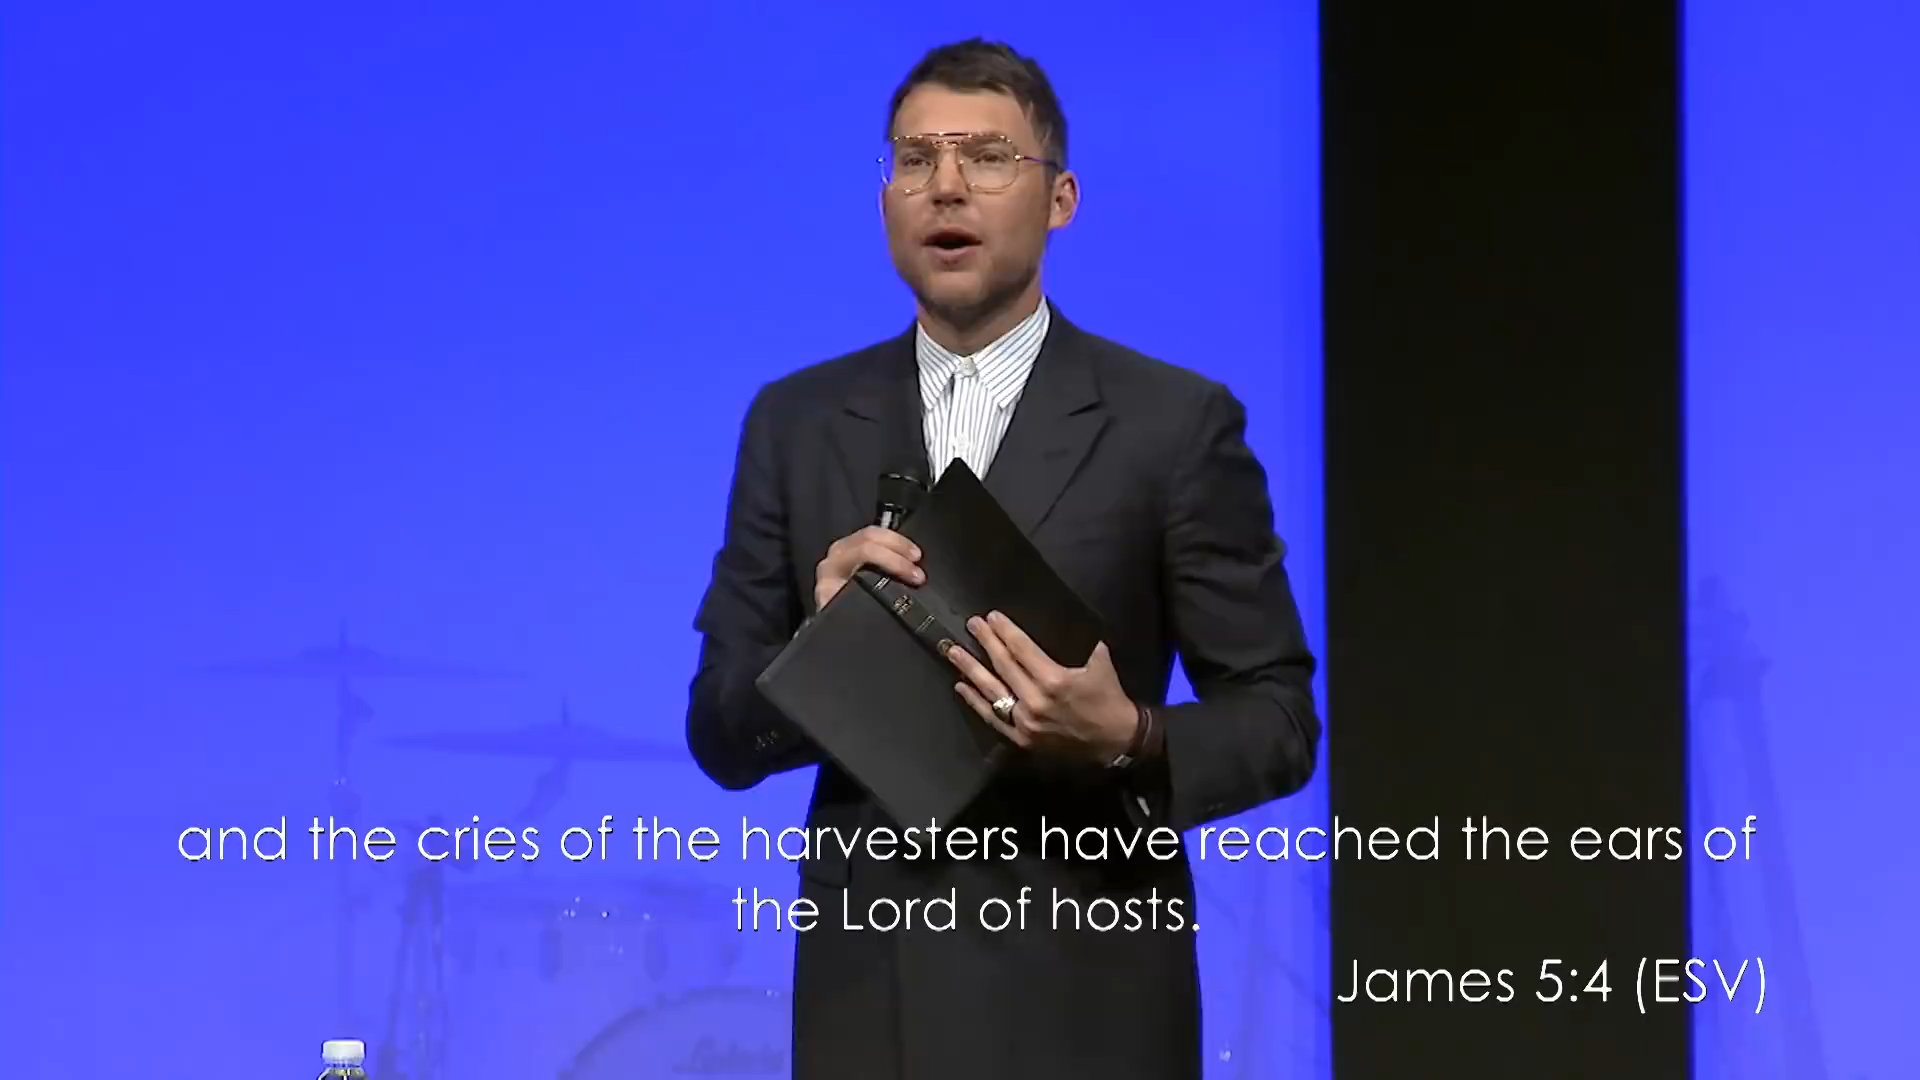 and the cries of the harvesters have reached the ears of
the Lord of hosts.
James 5:4 (ESV)